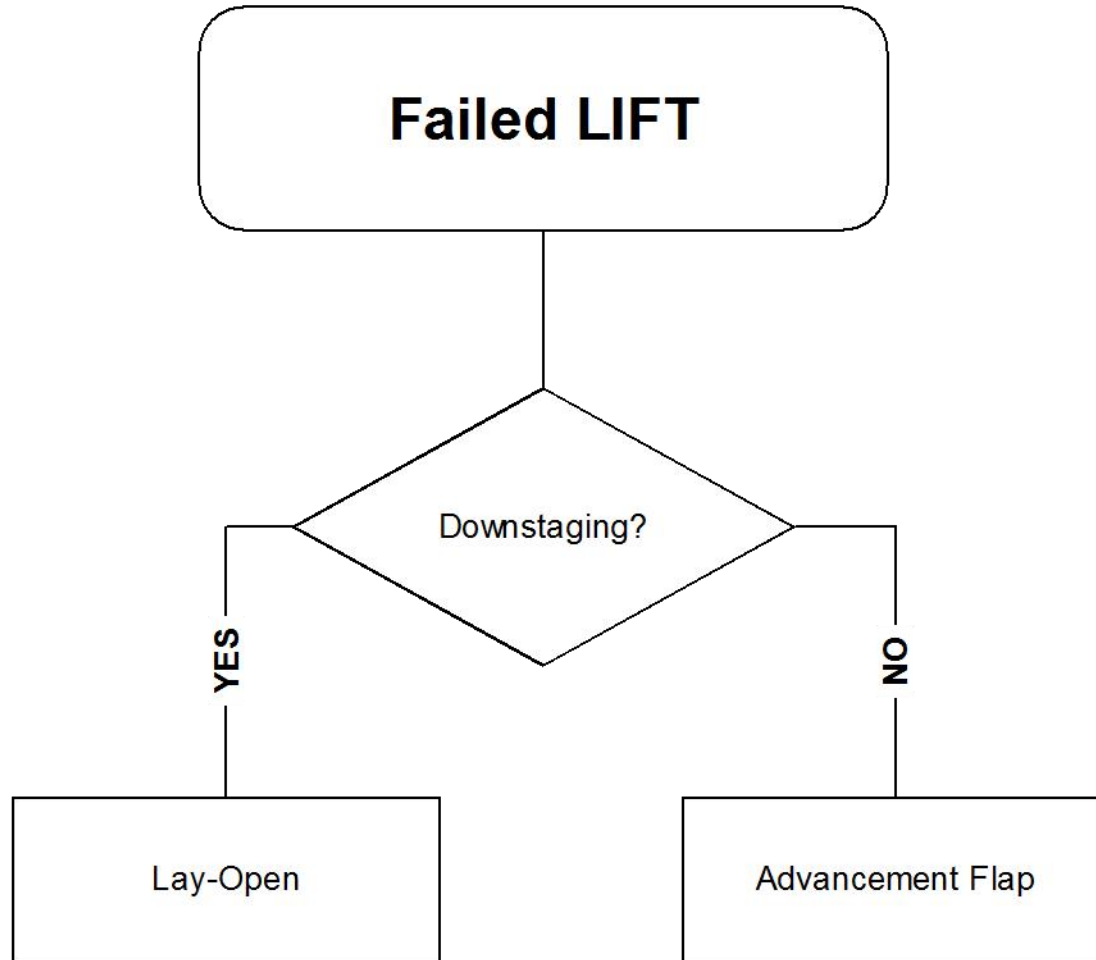 Failed LIFT
Downstaging?
YES
NO
Lay-Open
Advancement Flap